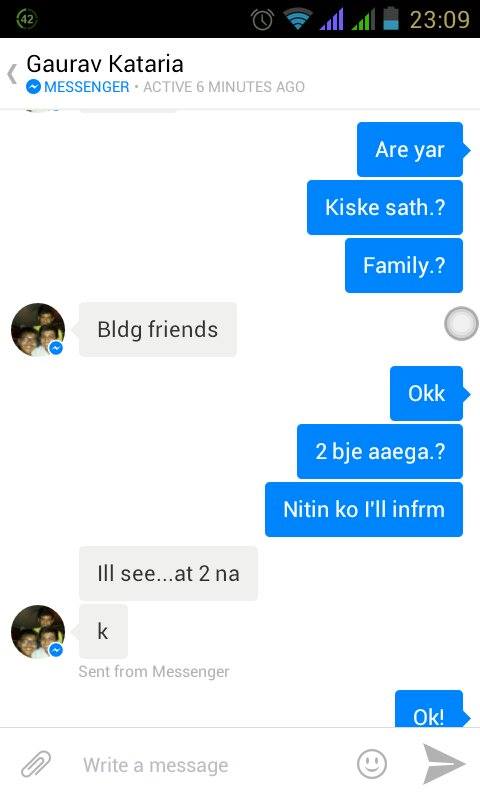 42
23:09
Gaurav Kataria
MESSENGER • ACTIVE 6 MINUTES AGO
Are yar
Kiske sath.?
Family.?
Bldg friends
Okk
2 bje aaega.?
Nitin ko I'll infrm
Ill see...at 2 na
k
Sent from Messenger
Ok!
Write a message